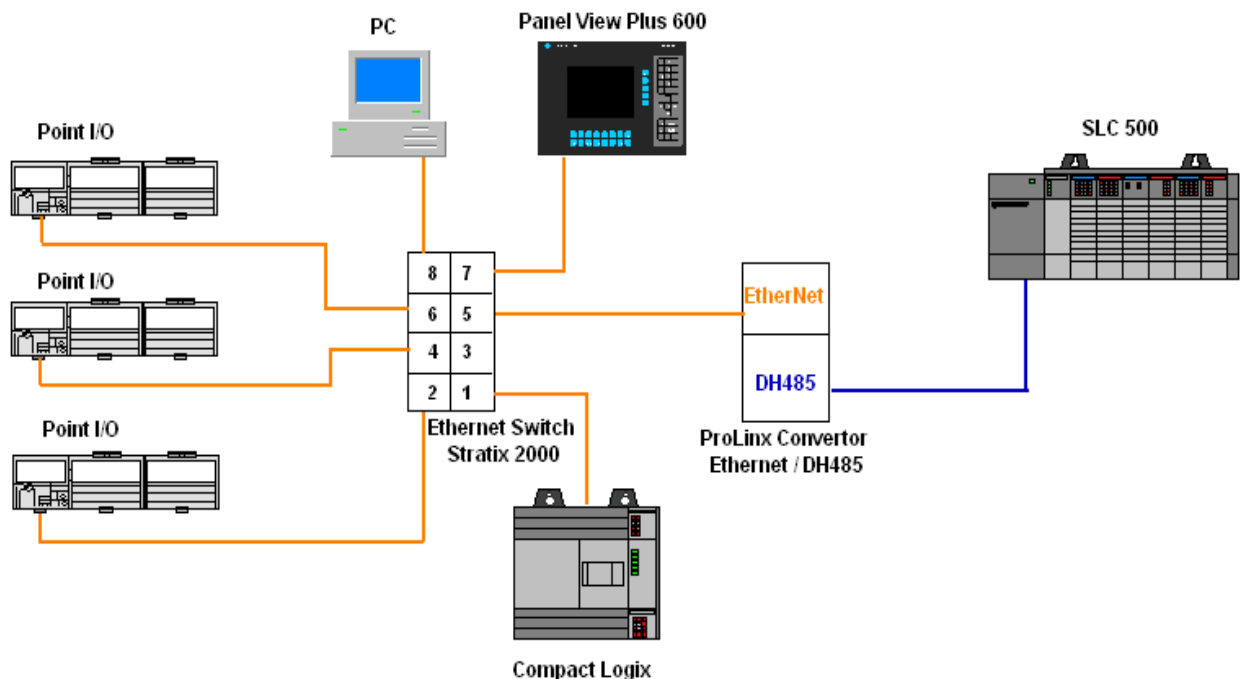 PC
Panel View Plus 600
Point I/O
SLC 500
Point I/O
8 7
6 5
4 3
2 1
EtherNet
DH485
Point I/O
Ethernet Switch
Stratix 2000
ProLinx Convertor
Ethernet / DH485
Compact Logix